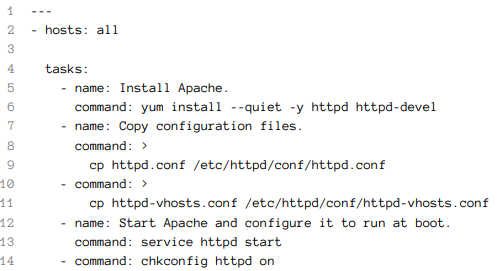 1 ---
2 - hosts: all
3
4   tasks:
5     - name: Install Apache.
6       command: yum install --quiet -y httpd httpd-devel
7     - name: Copy configuration files.
8       command: >
9         cp httpd.conf /etc/httpd/conf/httpd.conf
10     - command: >
11         cp httpd-vhosts.conf /etc/httpd/conf/httpd-vhosts.conf
12     - name: Start Apache and configure it to run at boot.
13       command: service httpd start
14     - command: chkconfig httpd on